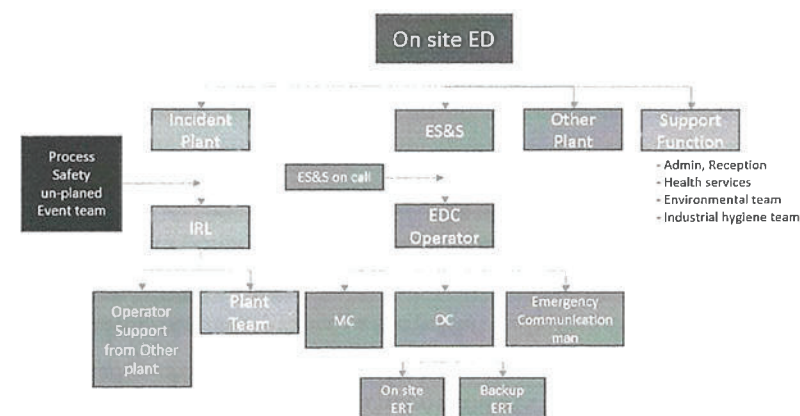 On site ED
Incident
Plant
ES&S
Other
Plant
Support
Function
- Admin, Reception
- Health services
- Environmental team
- Industrial hygiene team
Process
Safety
un-planed
Event team
ES&S on call
IRL
EDC
Operator
Operator
Support
from Other
plant
Plant
Team
MC
OC
Emergency
Communication
man
On site
ERT
Backup
ERT